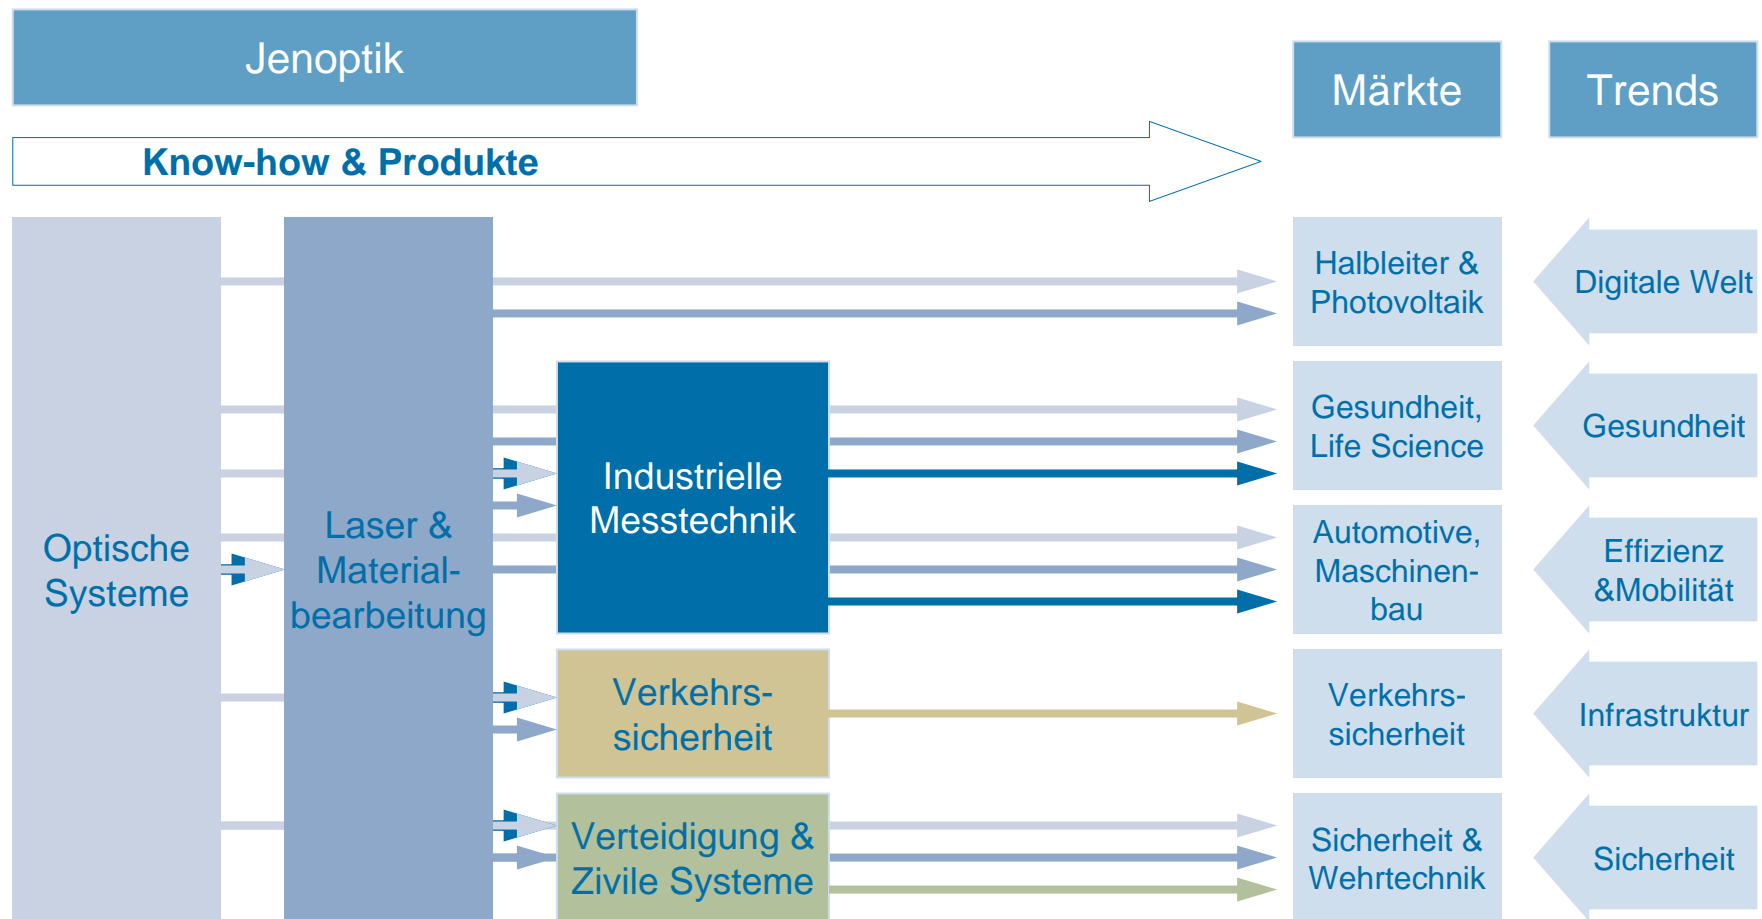 Jenoptik
Märkte
Trends
Know-how & Produkte
Optische
Systeme
Laser &
Material-
bearbeitung
Industrielle
Messtechnik
Verkehrs-
sicherheit
Verteidigung &
Zivile Systeme
Halbleiter &
Photovoltaik
Digitale Welt
Gesundheit,
Life Science
Gesundheit
Automotive,
Maschinen-
bau
Effizienz
&Mobilität
Verkehrs-
sicherheit
Infrastruktur
Sicherheit &
Wehrtechnik
Sicherheit